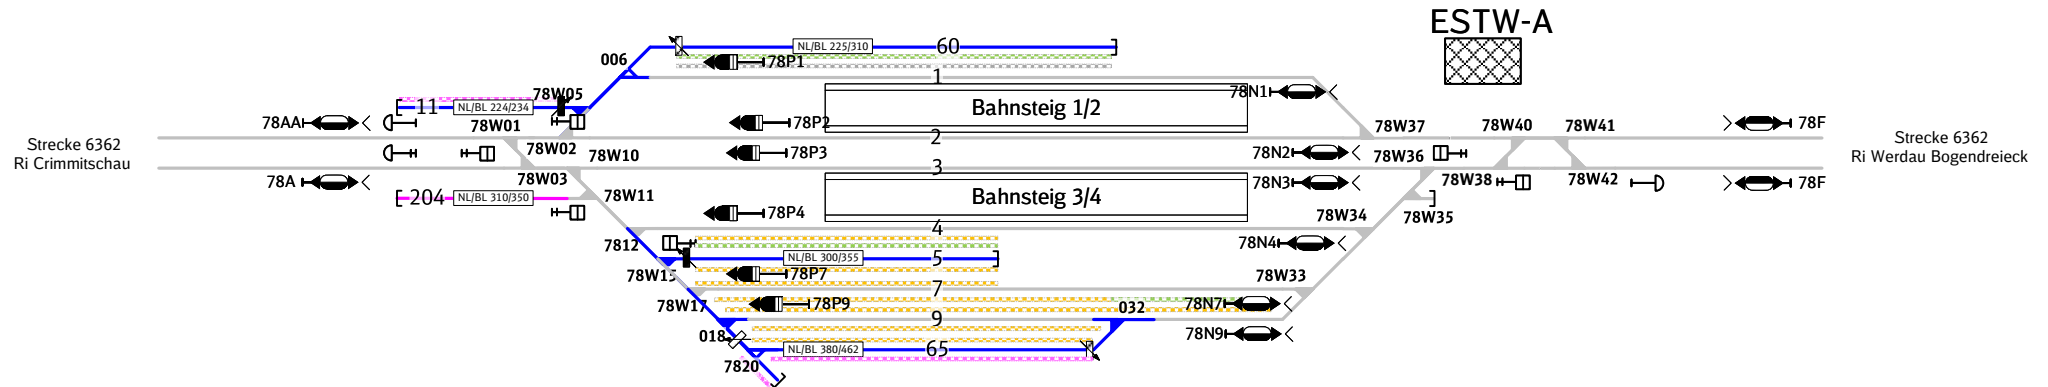 ESTW-A
NL/BL 225/310
60
006
78P1
1
78W05
11
NL/BL 224/234
78N1
Bahnsteig 1/2
78AA
78W01
78P2
78W37
78W40
78W41
78F
2
Strecke 6362
Ri Crimmitschau
Strecke 6362
Ri Werdau Bogendreieck
78W02
78W10
78P3
78N2
78W36
3
78A
78W03
78N3
78W38
78W42
78F
204
NL/BL 310/350
78W11
Bahnsteig 3/4
78P4
78W34
78W35
4
7812
78N4
NL/BL 300/355
5
78W15
78P7
78W33
7
78W17
78P9
78N7
032
9
018
78N9
NL/BL 380/462
65
7820